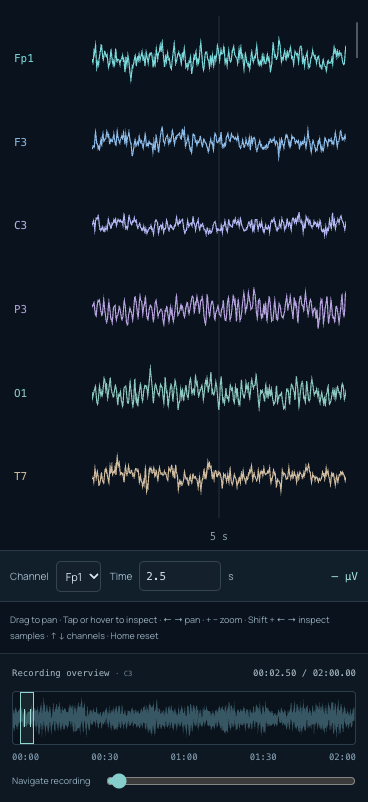 Fp1
F3
C3
P3
O1
T7
5 s
Channel Fp1 Time 2.5 s – μV
Drag to pan · Tap or hover to inspect · ← → pan · + − zoom · Shift + ← → inspect
samples · ↑ ↓ channels · Home reset
Recording overview · C3 00:02.50 / 02:00.00
00:00 00:30 01:00 01:30 02:00
Navigate recording